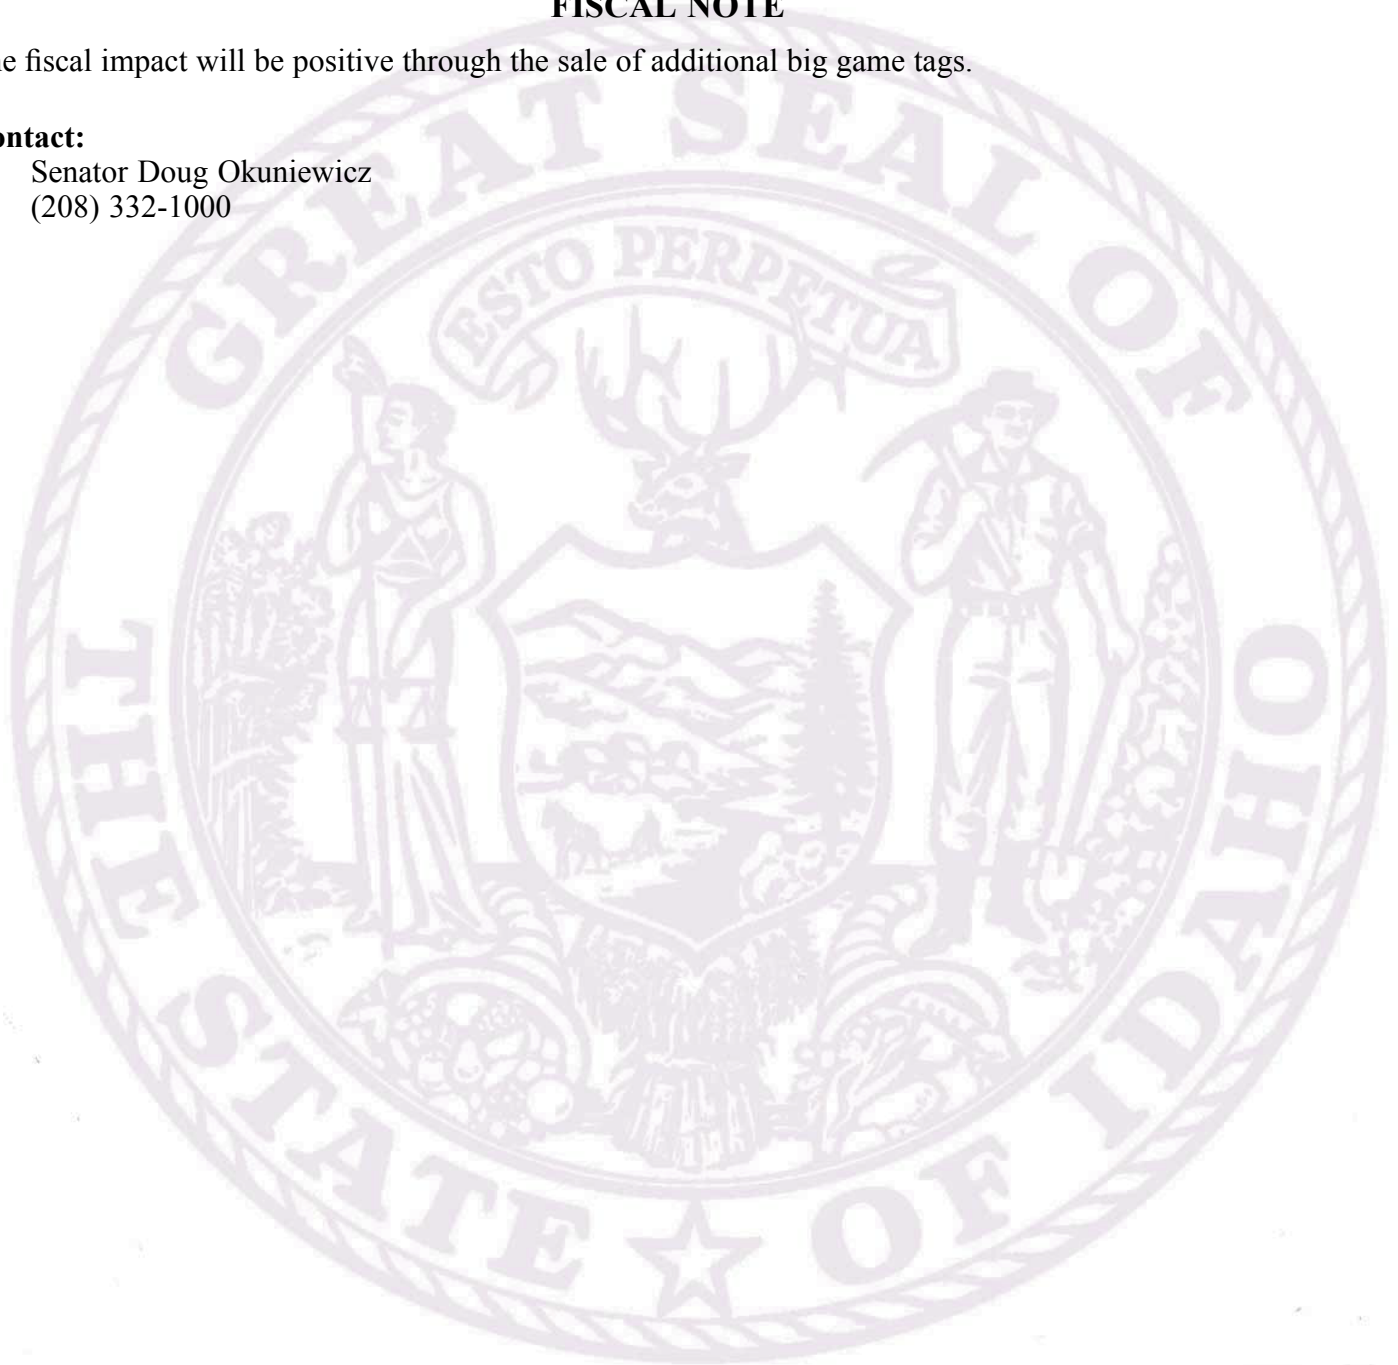 FISCAL NOTE
he fiscal impact will be positive through the sale of additional big game tags.
ontact:
Senator Doug Okuniewicz
(208) 332-1000
GREAT SEAL OF
THE STATE ☆ OF IDAHO
ESTO PERPETUA